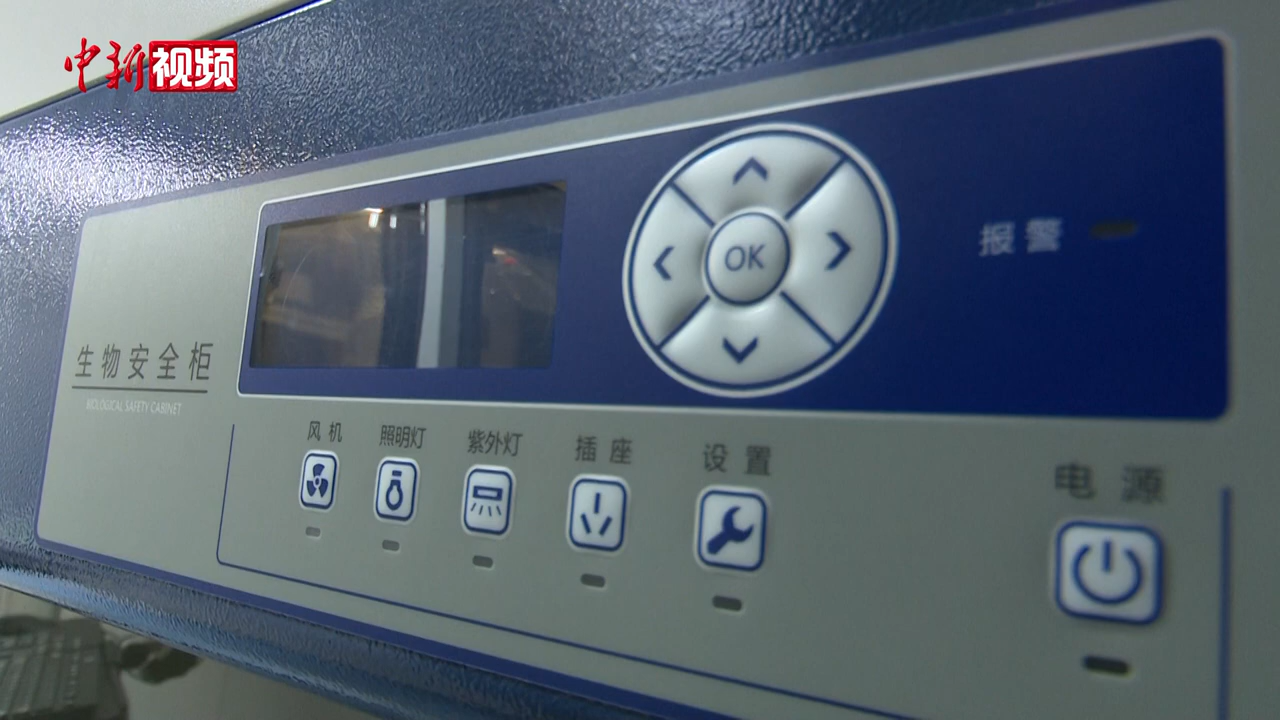 中新视频
报警
OK
生物安全柜
BIOLOGICAL SAFETY CABINET
风机 照明灯 紫外灯 插座 设置 电源